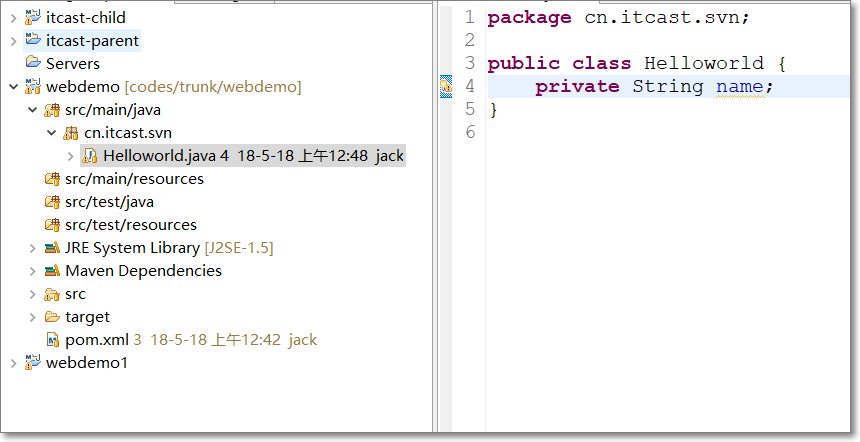 itcast-child
itcast-parent
Servers
webdemo [codes/trunk/webdemo]
src/main/java
cn.itcast.svn
Helloworld.java 4 18-5-18 上午12:48 jack
src/main/resources
src/test/java
src/test/resources
JRE System Library [J2SE-1.5]
Maven Dependencies
src
target
pom.xml 3 18-5-18 上午12:42 jack
webdemo1
1 package cn.itcast.svn;
2
3 public class Helloworld {
4 private String name;
5 }
6